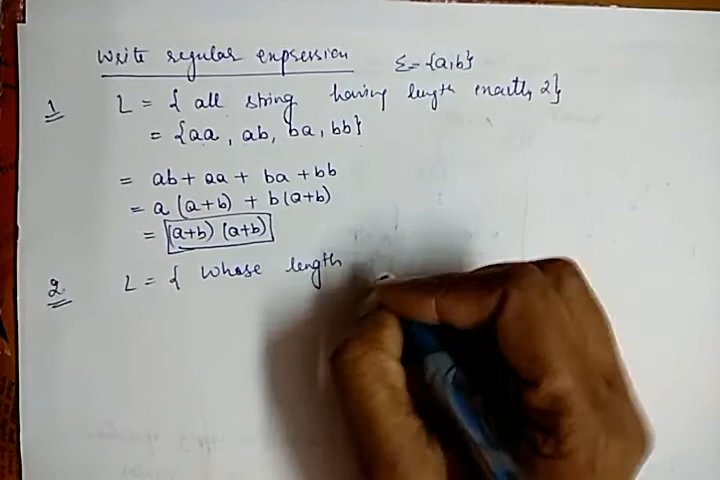 Write regular expsession Σ={a,b}
1 L = { all string having length exactly 2}
= {aa, ab, ba, bb}
= ab + aa + ba + bb
= a (a+b) + b(a+b)
= (a+b) (a+b)
2. L = { whose length